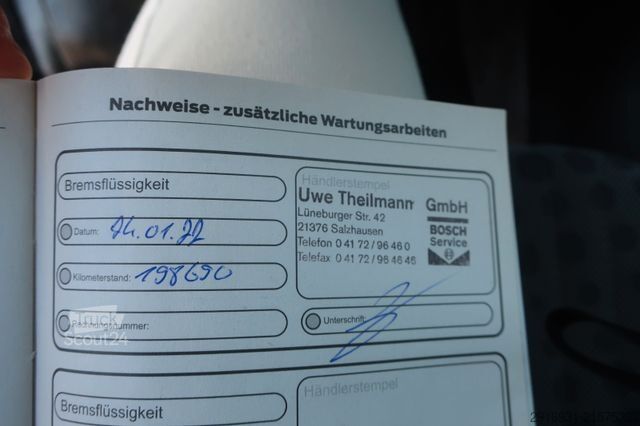 Nachweise - zusätzliche Wartungsarbeiten
Bremsflüssigkeit
Datum: 24.01.22
Kilometerstand: 198690
Rechnungsnummer:
Händlerstempel
Uwe Theilmann GmbH
Lüneburger Str. 42
21376 Salzhausen
Telefon 0 41 72 / 96 46 0
Telefax 0 41 72 / 96 46 46
BOSCH
Service
Unterschrift:
Truck
Scout24
Bremsflüssigkeit
Händlerstempel